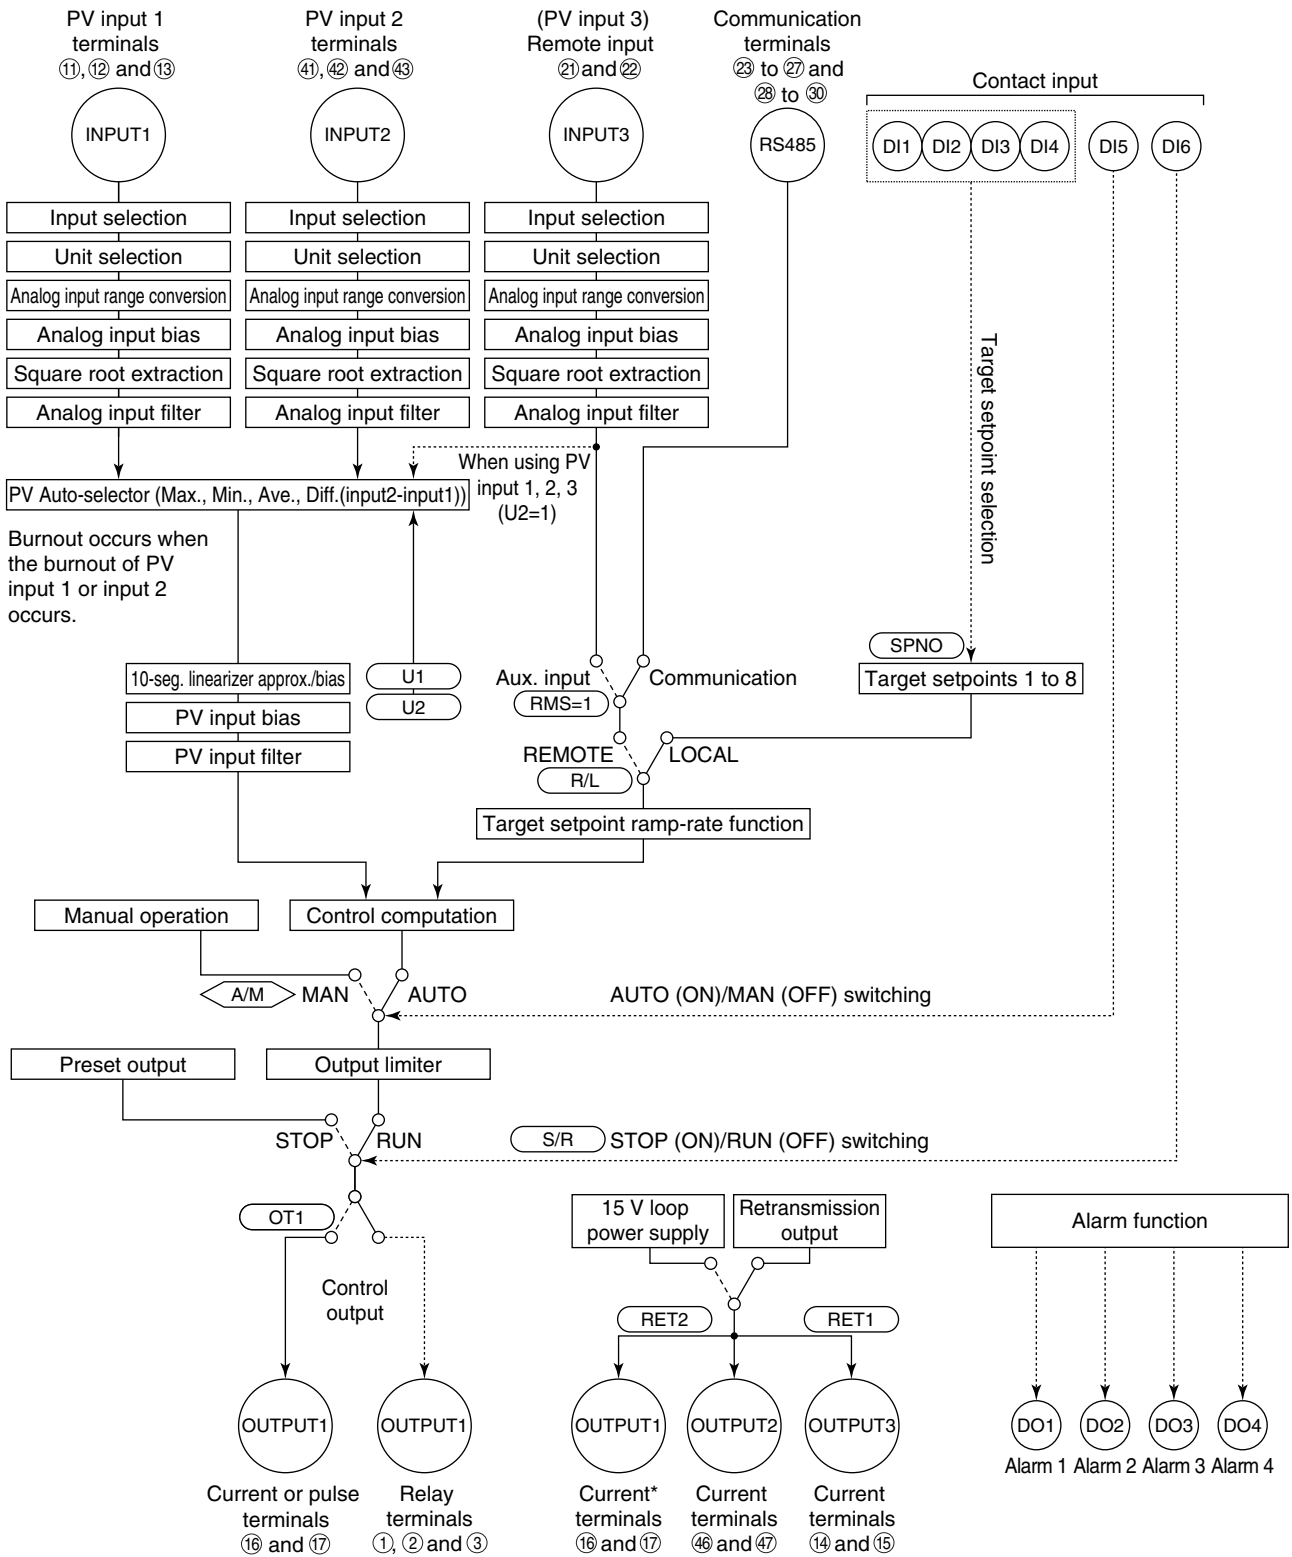 PV input 1
terminals
⑪, ⑫ and ⑬
PV input 2
terminals
㊶, ㊷ and ㊸
(PV input 3)
Remote input
㉑ and ㉒
Communication
terminals
㉓ to ㉗ and
㉘ to ㉚
Contact input
INPUT1
INPUT2
INPUT3
RS485
DI1
DI2
DI3
DI4
DI5
DI6
Input selection
Unit selection
Analog input range conversion
Analog input bias
Square root extraction
Analog input filter
Input selection
Unit selection
Analog input range conversion
Analog input bias
Square root extraction
Analog input filter
Input selection
Unit selection
Analog input range conversion
Analog input bias
Square root extraction
Analog input filter
Target setpoint selection
When using PV
input 1, 2, 3
(U2=1)
PV Auto-selector (Max., Min., Ave., Diff.(input2-input1))
Burnout occurs when
the burnout of PV
input 1 or input 2
occurs.
10-seg. linearizer approx./bias
PV input bias
PV input filter
U1
U2
Aux. input
Communication
RMS=1
SPNO
Target setpoints 1 to 8
REMOTE
LOCAL
R/L
Target setpoint ramp-rate function
Manual operation
Control computation
A/M
MAN
AUTO
AUTO (ON)/MAN (OFF) switching
Preset output
Output limiter
STOP
RUN
S/R
STOP (ON)/RUN (OFF) switching
OT1
Control
output
15 V loop
power supply
Retransmission
output
RET2
RET1
Alarm function
OUTPUT1
OUTPUT1
OUTPUT1
OUTPUT2
OUTPUT3
DO1
DO2
DO3
DO4
Alarm 1
Alarm 2
Alarm 3
Alarm 4
Current or pulse
terminals
⑯ and ⑰
Relay
terminals
①, ② and ③
Current*
terminals
⑯ and ⑰
Current
terminals
㊻ and ㊼
Current
terminals
⑭ and ⑮